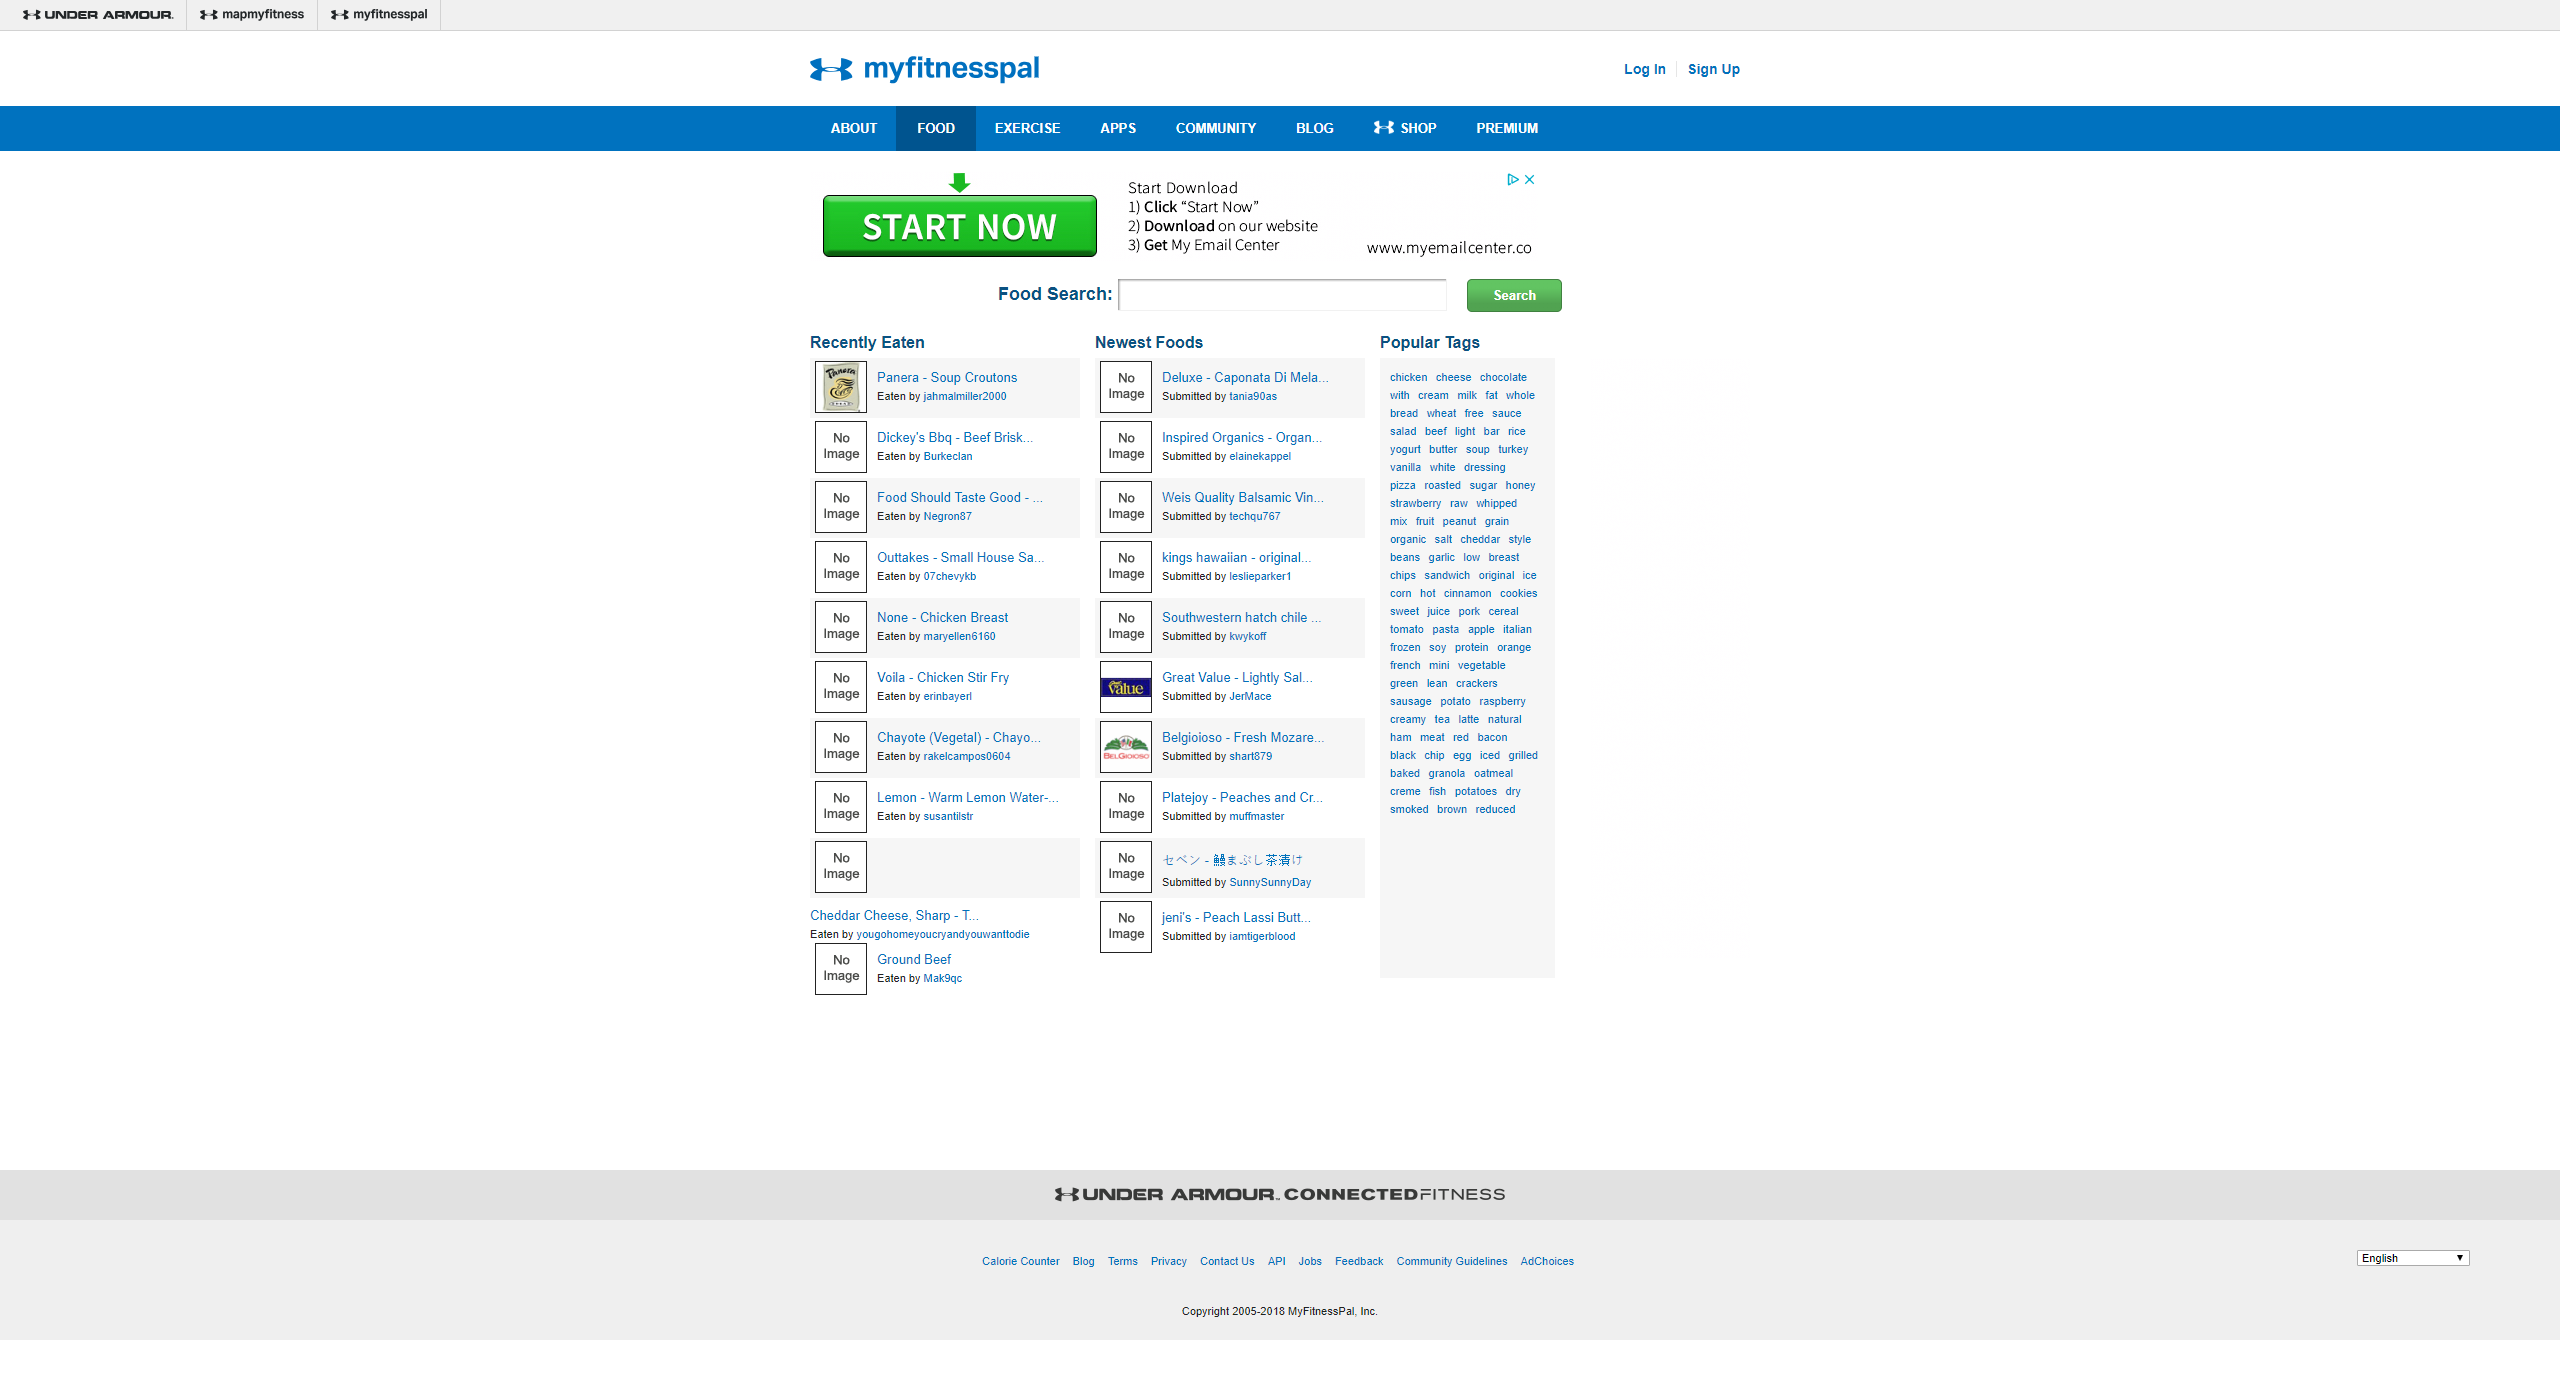 UNDER ARMOUR
mapmyfitness
myfitnesspal
myfitnesspal
Log In
Sign Up
ABOUT
FOOD
EXERCISE
APPS
COMMUNITY
BLOG
SHOP
PREMIUM
START NOW
Start Download
1) Click “Start Now”
2) Download on our website
3) Get My Email Center
www.myemailcenter.co
Food Search:
Search
Recently Eaten
Panera
Panera - Soup Croutons
Eaten by jahmalmiller2000
No
Image
Dickey's Bbq - Beef Brisk...
Eaten by Burkeclan
No
Image
Food Should Taste Good - ...
Eaten by Negron87
No
Image
Outtakes - Small House Sa...
Eaten by 07chevykb
No
Image
None - Chicken Breast
Eaten by maryellen6160
No
Image
Voila - Chicken Stir Fry
Eaten by erinbayerl
No
Image
Chayote (Vegetal) - Chayo...
Eaten by rakelcampos0604
No
Image
Lemon - Warm Lemon Water-...
Eaten by susantilstr
No
Image
Cheddar Cheese, Sharp - T...
Eaten by yougohomeyoucryandyouwanttodie
No
Image
Ground Beef
Eaten by Mak9qc
Newest Foods
No
Image
Deluxe - Caponata Di Mela...
Submitted by tania90as
No
Image
Inspired Organics - Organ...
Submitted by elainekappel
No
Image
Weis Quality Balsamic Vin...
Submitted by techqu767
No
Image
kings hawaiian - original...
Submitted by leslieparker1
No
Image
Southwestern hatch chile ...
Submitted by kwykoff
Value
Great Value - Lightly Sal...
Submitted by JerMace
BELGIOIOSO
Belgioioso - Fresh Mozare...
Submitted by shart879
No
Image
Platejoy - Peaches and Cr...
Submitted by muffmaster
No
Image
セベン - 鰻まぶし茶漬け
Submitted by SunnySunnyDay
No
Image
jeni's - Peach Lassi Butt...
Submitted by iamtigerblood
Popular Tags
chicken cheese chocolate
with cream milk fat whole
bread wheat free sauce
salad beef light bar rice
yogurt butter soup turkey
vanilla white dressing
pizza roasted sugar honey
strawberry raw whipped
mix fruit peanut grain
organic salt cheddar style
beans garlic low breast
chips sandwich original ice
corn hot cinnamon cookies
sweet juice pork cereal
tomato pasta apple italian
frozen soy protein orange
french mini vegetable
green lean crackers
sausage potato raspberry
creamy tea latte natural
ham meat red bacon
black chip egg iced grilled
baked granola oatmeal
creme fish potatoes dry
smoked brown reduced
UNDER ARMOUR CONNECTEDFITNESS
Calorie Counter Blog Terms Privacy Contact Us API Jobs Feedback Community Guidelines AdChoices
English
Copyright 2005-2018 MyFitnessPal, Inc.